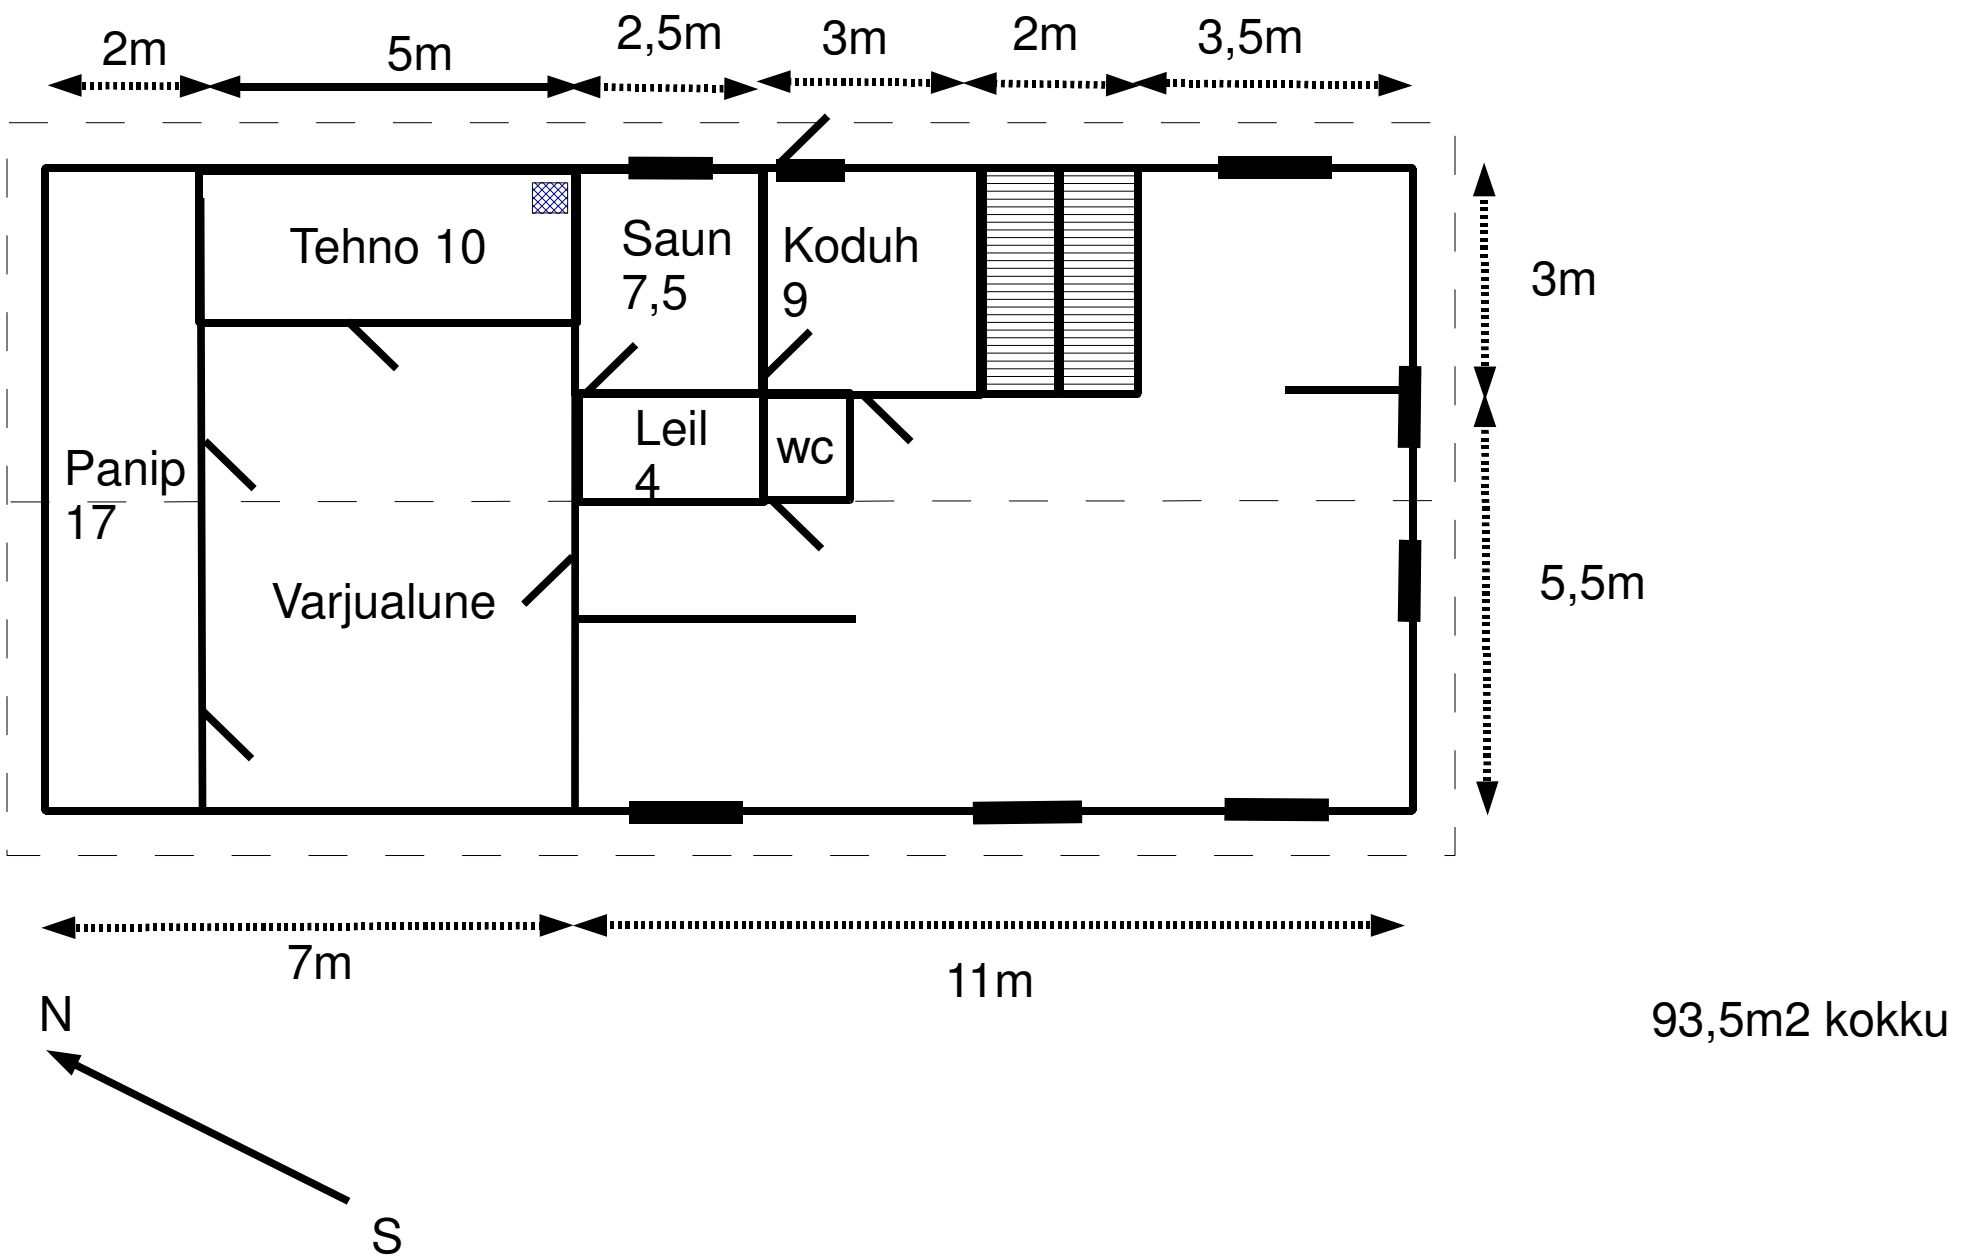 2m
5m
2,5m
3m
2m
3,5m
Tehno 10
Saun
7,5
Koduh
9
3m
Panip
17
Leil
4
wc
Varjualune
5,5m
7m
11m
N
93,5m2 kokku
S